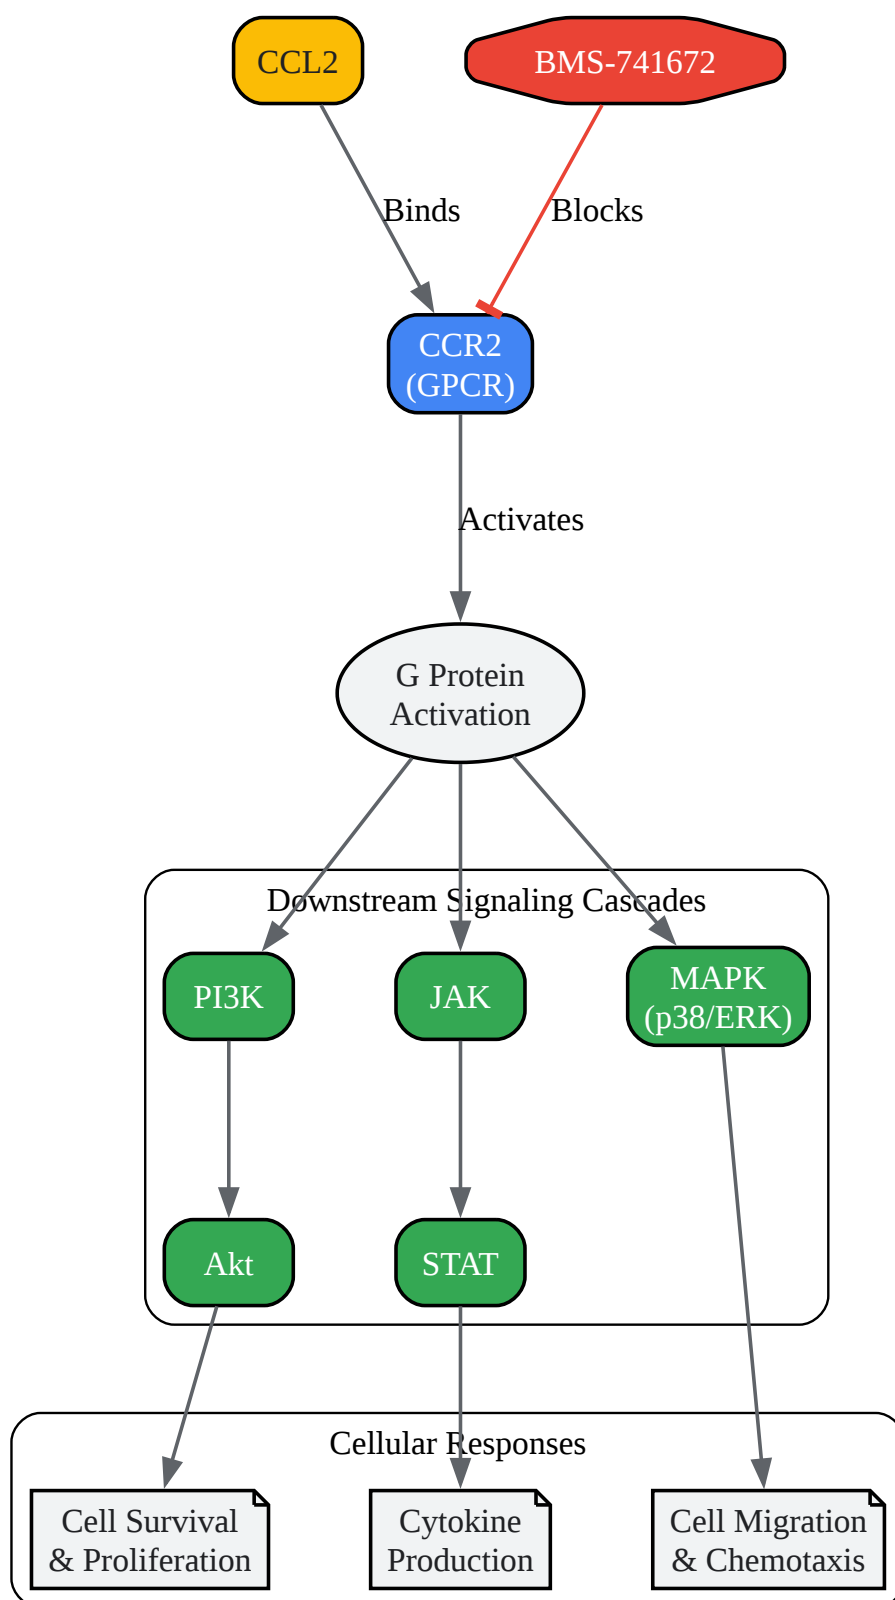 CCL2
BMS-741672
Binds
Blocks
CCR2
(GPCR)
Activates
G Protein
Activation
Downstream Signaling Cascades
PI3K
JAK
MAPK
(p38/ERK)
Akt
STAT
Cellular Responses
Cell Survival
& Proliferation
Cytokine
Production
Cell Migration
& Chemotaxis